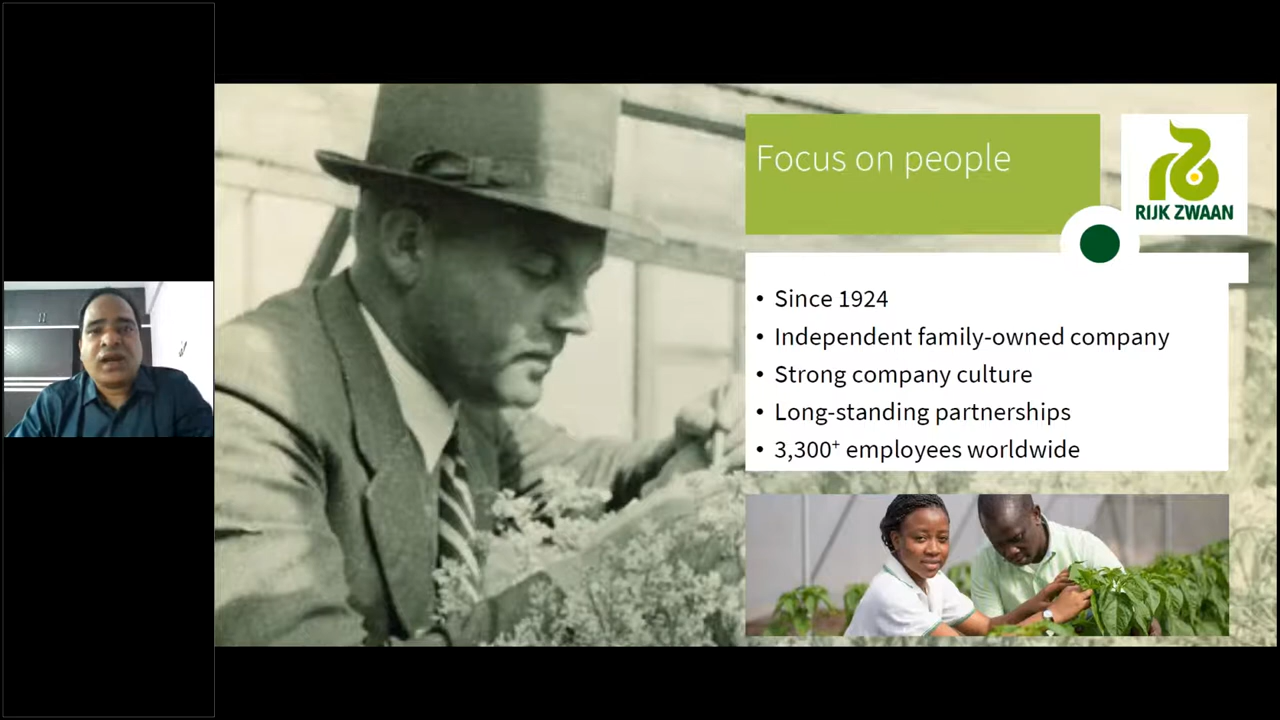 Focus on people
RIJK ZWAAN
• Since 1924
• Independent family-owned company
• Strong company culture
• Long-standing partnerships
• 3,300⁺ employees worldwide